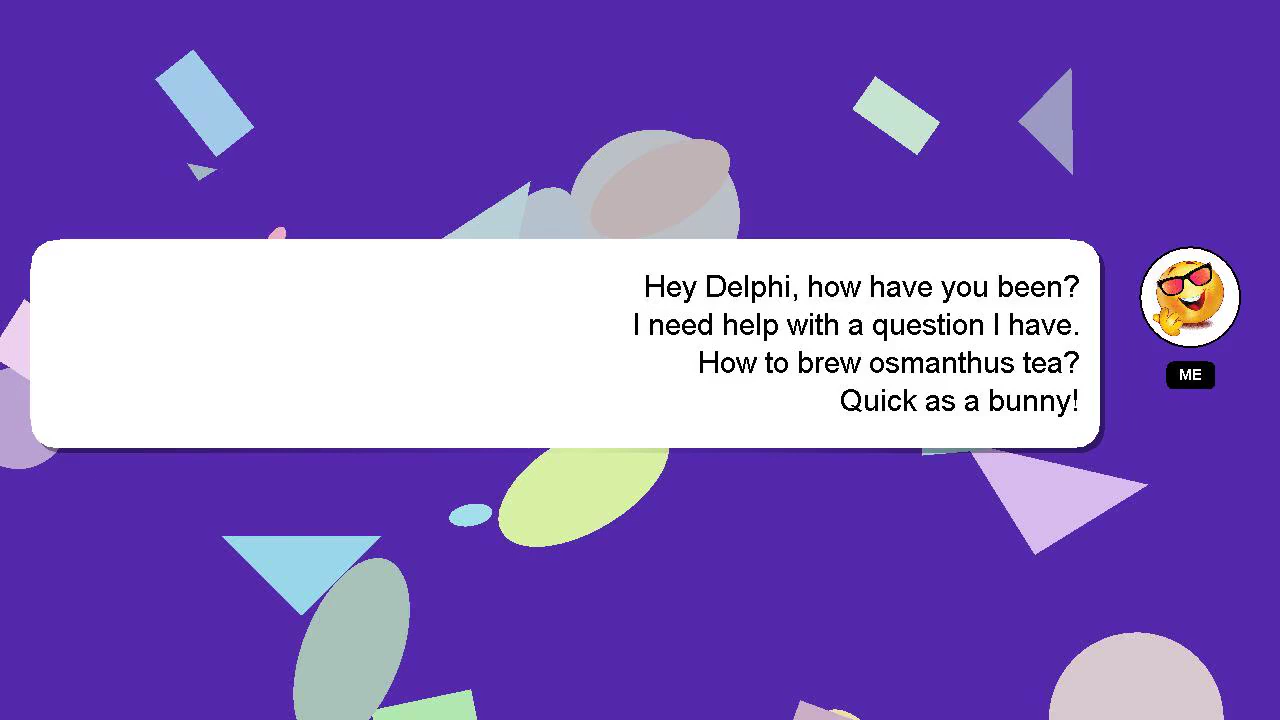 Hey Delphi, how have you been?
I need help with a question I have.
How to brew osmanthus tea?
Quick as a bunny!
ME